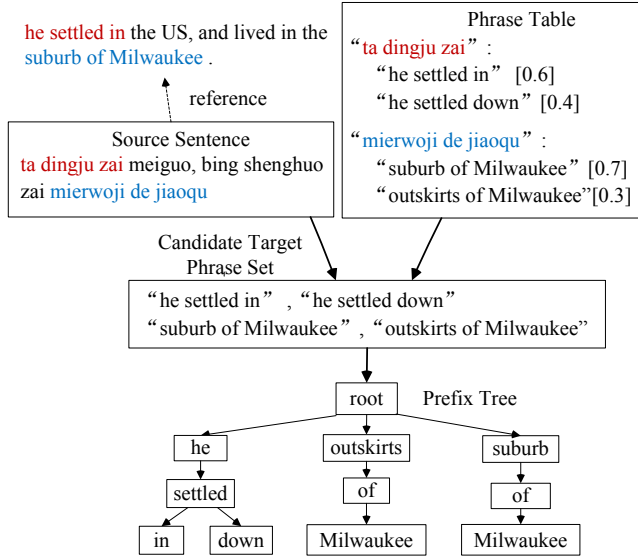 he settled in the US, and lived in the
suburb of Milwaukee .
reference
Source Sentence
ta dingju zai meiguo, bing shenghuo
zai mierwoji de jiaoqu
Phrase Table
“ta dingju zai” :
“he settled in” [0.6]
“he settled down” [0.4]
“mierwoji de jiaoqu” :
“suburb of Milwaukee” [0.7]
“outskirts of Milwaukee” [0.3]
Candidate Target
Phrase Set
“he settled in” , “he settled down”
“suburb of Milwaukee” , “outskirts of Milwaukee”
root
Prefix Tree
he
outskirts
suburb
settled
of
of
in
down
Milwaukee
Milwaukee